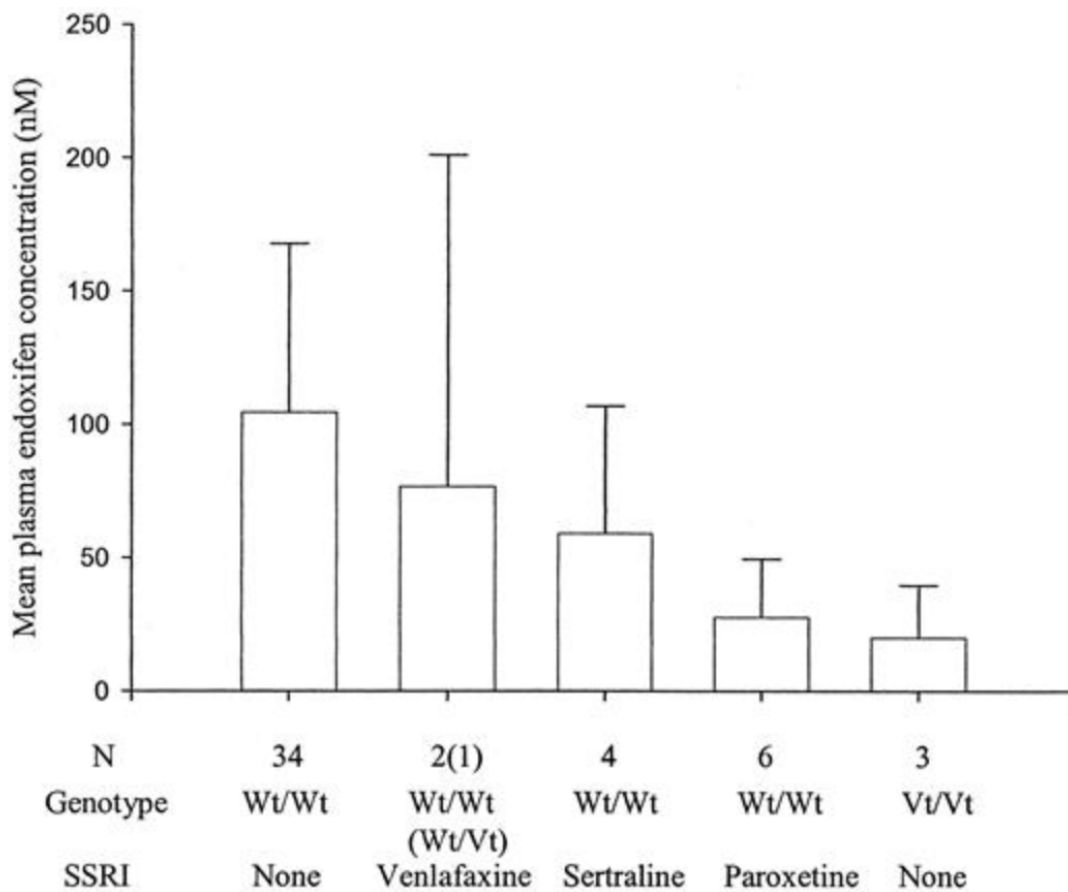 Mean plasma endoxifen concentration (nM)
250
200
150
100
50
0
N 34 2(1) 4 6 3
Genotype Wt/Wt Wt/Wt Wt/Wt Wt/Wt Vt/Vt
(Wt/Vt)
SSRI None Venlafaxine Sertraline Paroxetine None